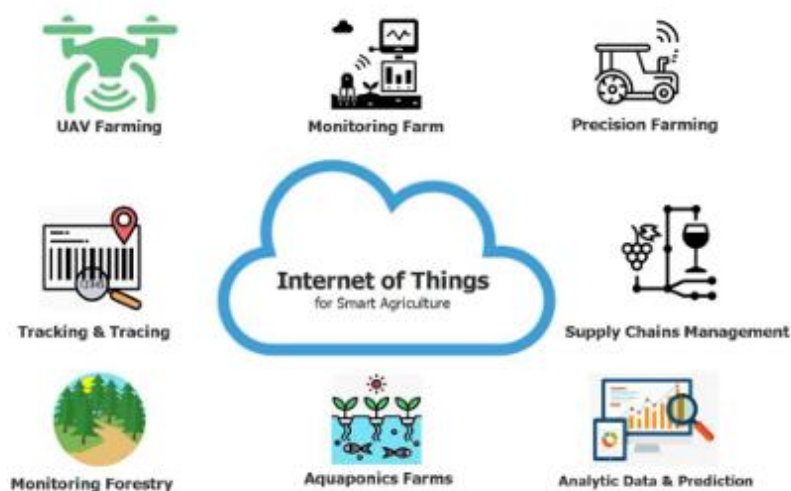 UAV Farming
Monitoring Farm
Precision Farming
Internet of Things
for Smart Agriculture
Tracking & Tracing
Supply Chains Management
Monitoring Forestry
Aquaponics Farms
Analytic Data & Prediction